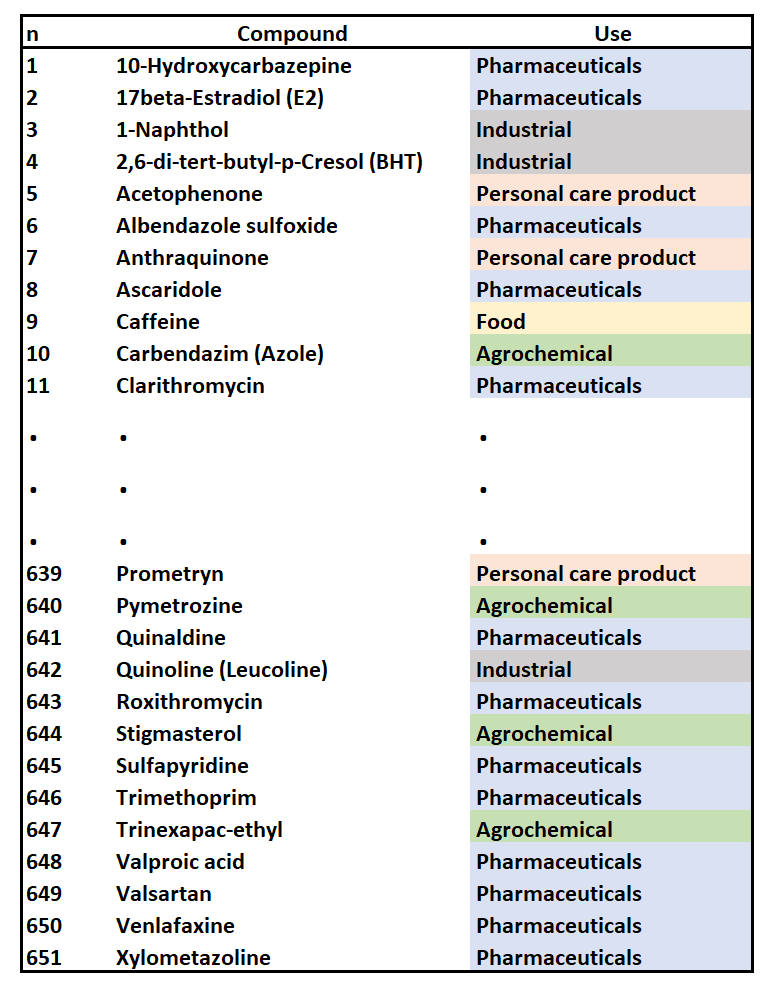 n Compound Use
1 10-Hydroxycarbazepine Pharmaceuticals
2 17beta-Estradiol (E2) Pharmaceuticals
3 1-Naphthol Industrial
4 2,6-di-tert-butyl-p-Cresol (BHT) Industrial
5 Acetophenone Personal care product
6 Albendazole sulfoxide Pharmaceuticals
7 Anthraquinone Personal care product
8 Ascaridole Pharmaceuticals
9 Caffeine Food
10 Carbendazim (Azole) Agrochemical
11 Clarithromycin Pharmaceuticals
. . .
. . .
. . .
639 Prometryn Personal care product
640 Pymetrozine Agrochemical
641 Quinaldine Pharmaceuticals
642 Quinoline (Leucoline) Industrial
643 Roxithromycin Pharmaceuticals
644 Stigmasterol Agrochemical
645 Sulfapyridine Pharmaceuticals
646 Trimethoprim Pharmaceuticals
647 Trinexapac-ethyl Agrochemical
648 Valproic acid Pharmaceuticals
649 Valsartan Pharmaceuticals
650 Venlafaxine Pharmaceuticals
651 Xylometazoline Pharmaceuticals